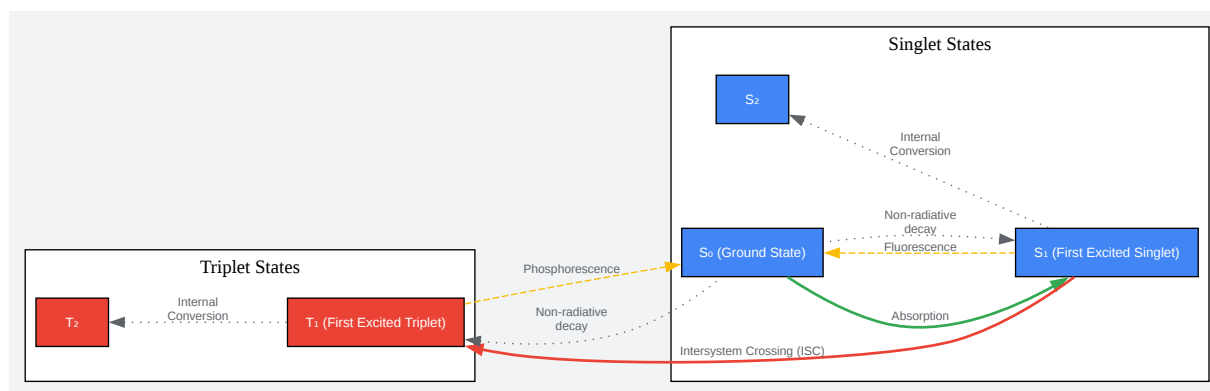 Singlet States
S₂
Internal
Conversion
Non-radiative
decay
S₀ (Ground State)
Fluorescence
S₁ (First Excited Singlet)
Triplet States
Phosphorescence
Internal
Conversion
Non-radiative
decay
T₂
T₁ (First Excited Triplet)
Absorption
Intersystem Crossing (ISC)